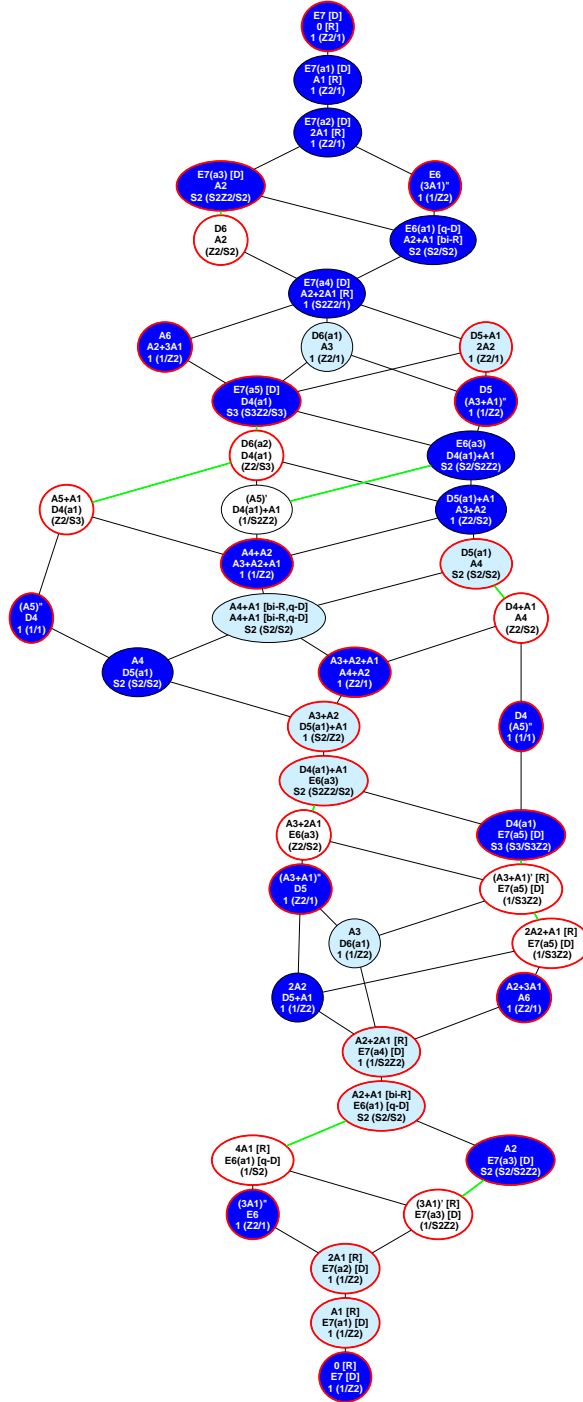 E7 [D]
0 [R]
1 (Z2/1)
E7(a1) [D]
A1 [R]
1 (Z2/1)
E7(a2) [D]
2A1 [R]
1 (Z2/1)
E7(a3) [D]
A2
S2 (S2Z2/S2)
E6
(3A1)"
1 (1/Z2)
D6
A2
(Z2/S2)
E6(a1) [q-D]
A2+A1 [bi-R]
S2 (S2/S2)
E7(a4) [D]
A2+2A1 [R]
1 (S2Z2/1)
A6
A2+3A1
1 (1/Z2)
D6(a1)
A3
1 (Z2/1)
D5+A1
2A2
1 (Z2/1)
E7(a5) [D]
D4(a1)
S3 (S3Z2/S3)
D5
(A3+A1)"
1 (1/Z2)
D6(a2)
D4(a1)
(Z2/S3)
E6(a3)
D4(a1)+A1
S2 (S2/S2Z2)
A5+A1
D4(a1)
(Z2/S3)
(A5)'
D4(a1)+A1
(1/S2Z2)
D5(a1)+A1
A3+A2
1 (Z2/S2)
A4+A2
A3+A2+A1
1 (1/Z2)
D5(a1)
A4
S2 (S2/S2)
(A5)"
D4
1 (1/1)
A4+A1 [bi-R,q-D]
A4+A1 [bi-R,q-D]
S2 (S2/S2)
D4+A1
A4
(Z2/S2)
A4
D5(a1)
S2 (S2/S2)
A3+A2+A1
A4+A2
1 (Z2/1)
A3+A2
D5(a1)+A1
1 (S2/Z2)
D4
(A5)"
1 (1/1)
D4(a1)+A1
E6(a3)
S2 (S2Z2/S2)
A3+2A1
E6(a3)
(Z2/S2)
D4(a1)
E7(a5) [D]
S3 (S3/S3Z2)
(A3+A1)"
D5
1 (Z2/1)
(A3+A1)' [R]
E7(a5) [D]
(1/S3Z2)
A3
D6(a1)
1 (1/Z2)
2A2+A1 [R]
E7(a5) [D]
(1/S3Z2)
2A2
D5+A1
1 (1/Z2)
A2+3A1
A6
1 (Z2/1)
A2+2A1 [R]
E7(a4) [D]
1 (1/S2Z2)
A2+A1 [bi-R]
E6(a1) [q-D]
S2 (S2/S2)
4A1 [R]
E6(a1) [q-D]
(1/S2)
A2
E7(a3) [D]
S2 (S2/S2Z2)
(3A1)"
E6
1 (Z2/1)
(3A1)' [R]
E7(a3) [D]
(1/S2Z2)
2A1 [R]
E7(a2) [D]
1 (1/Z2)
A1 [R]
E7(a1) [D]
1 (1/Z2)
0 [R]
E7 [D]
1 (1/Z2)